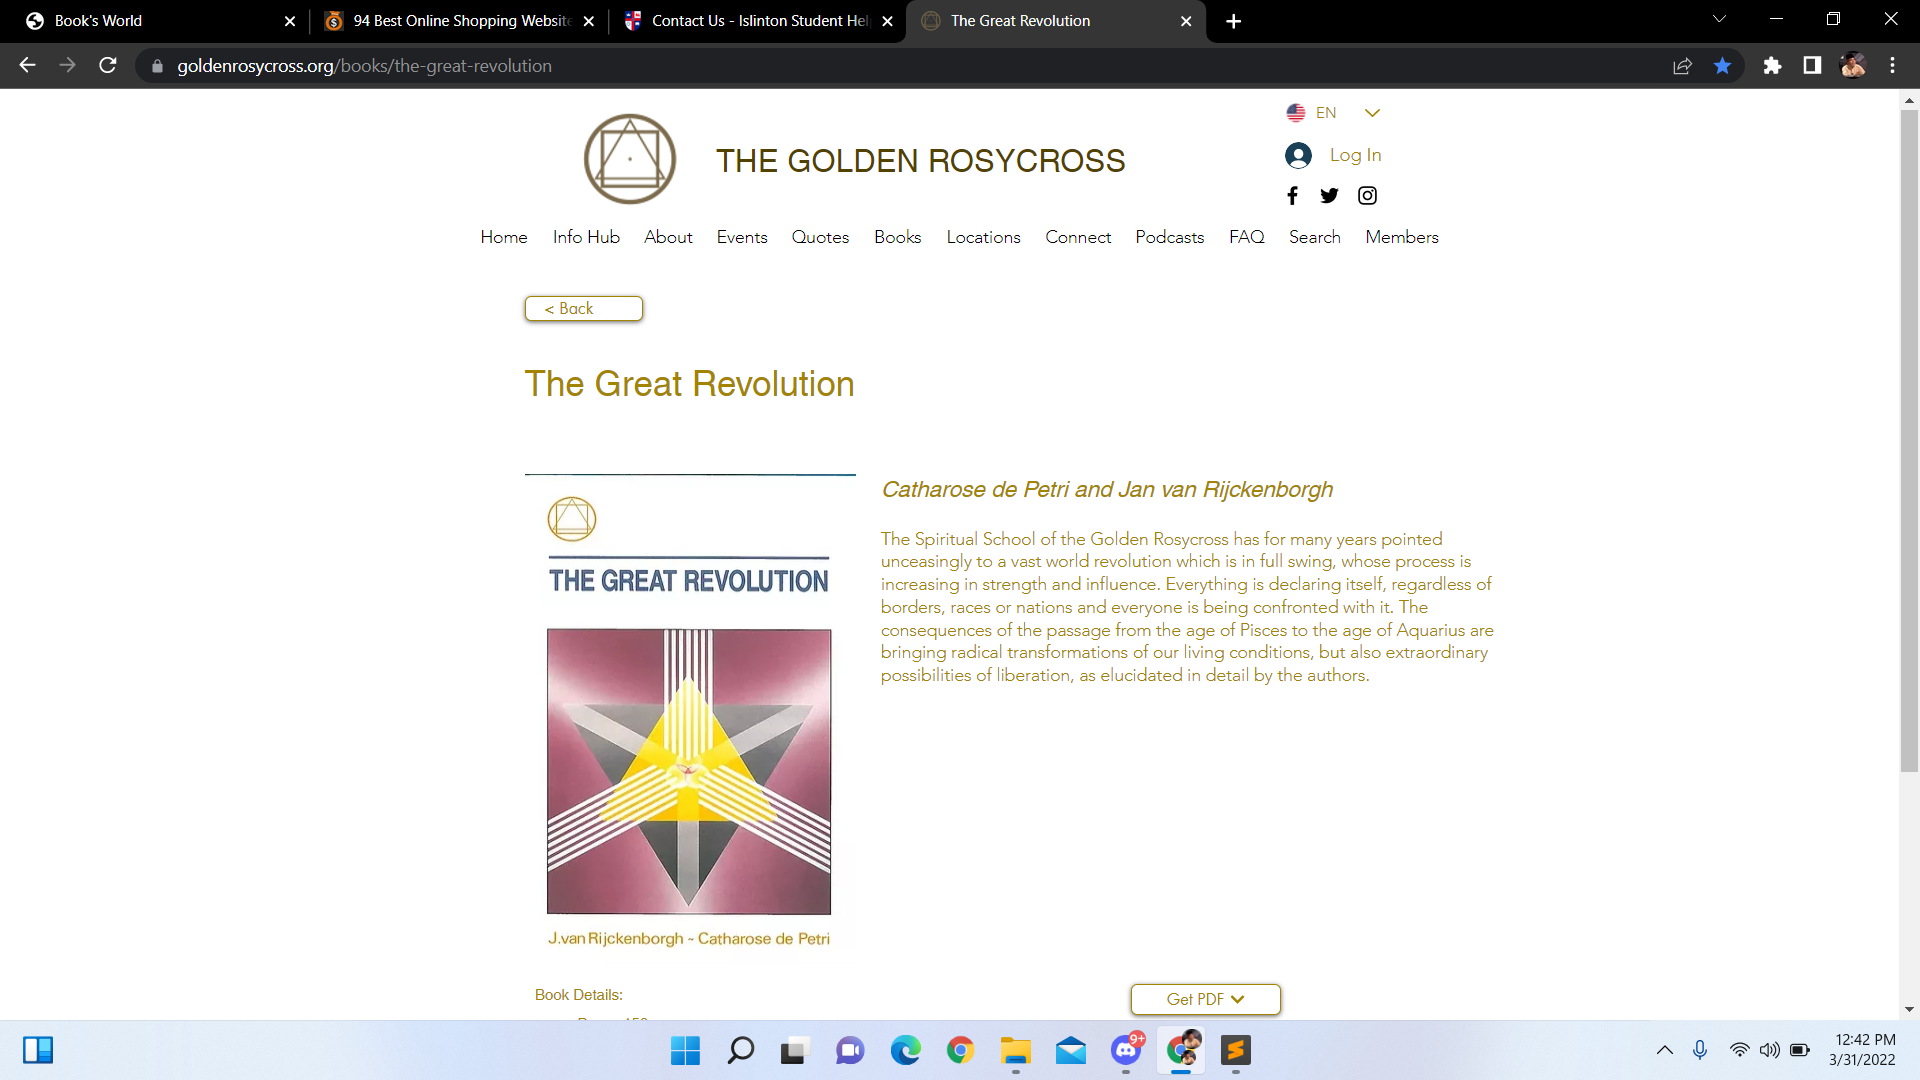 Book's World
94 Best Online Shopping Website
Contact Us - Islinton Student Hel
The Great Revolution
goldenrosycross.org/books/the-great-revolution
EN
THE GOLDEN ROSYCROSS
Log In
Home Info Hub About Events Quotes Books Locations Connect Podcasts FAQ Search Members
< Back
The Great Revolution
Catharose de Petri and Jan van Rijckenborgh
The Spiritual School of the Golden Rosycross has for many years pointed
unceasingly to a vast world revolution which is in full swing, whose process is
increasing in strength and influence. Everything is declaring itself, regardless of
borders, races or nations and everyone is being confronted with it. The
consequences of the passage from the age of Pisces to the age of Aquarius are
bringing radical transformations of our living conditions, but also extraordinary
possibilities of liberation, as elucidated in detail by the authors.
THE GREAT REVOLUTION
J.van Rijckenborgh ~ Catharose de Petri
Book Details:
Get PDF
9+
12:42 PM
3/31/2022